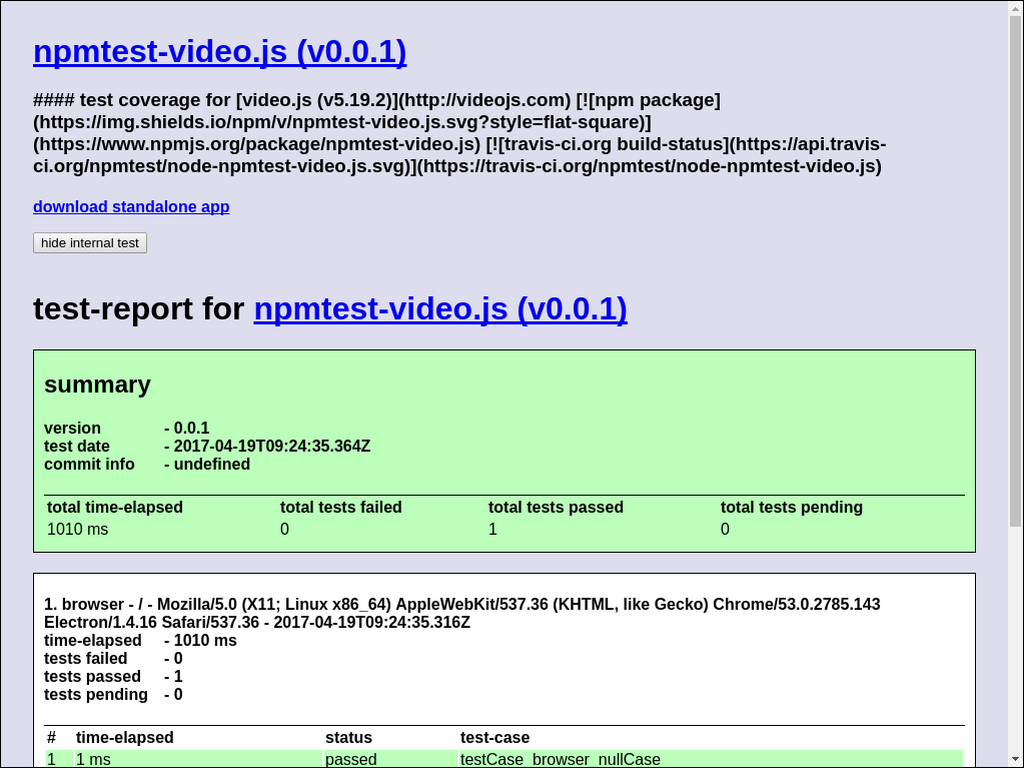 npmtest-video.js (v0.0.1)
#### test coverage for [video.js (v5.19.2)](http://videojs.com) [![npm package]
(https://img.shields.io/npm/v/npmtest-video.js.svg?style=flat-square)]
(https://www.npmjs.org/package/npmtest-video.js) [![travis-ci.org build-status](https://api.travis-
ci.org/npmtest/node-npmtest-video.js.svg)](https://travis-ci.org/npmtest/node-npmtest-video.js)
download standalone app
hide internal test
test-report for npmtest-video.js (v0.0.1)
summary
version - 0.0.1
test date - 2017-04-19T09:24:35.364Z
commit info - undefined
total time-elapsed total tests failed total tests passed total tests pending
1010 ms 0 1 0
1. browser - / - Mozilla/5.0 (X11; Linux x86_64) AppleWebKit/537.36 (KHTML, like Gecko) Chrome/53.0.2785.143
Electron/1.4.16 Safari/537.36 - 2017-04-19T09:24:35.316Z
time-elapsed - 1010 ms
tests failed - 0
tests passed - 1
tests pending - 0
# time-elapsed status test-case
1 1 ms passed testCase_browser_nullCase